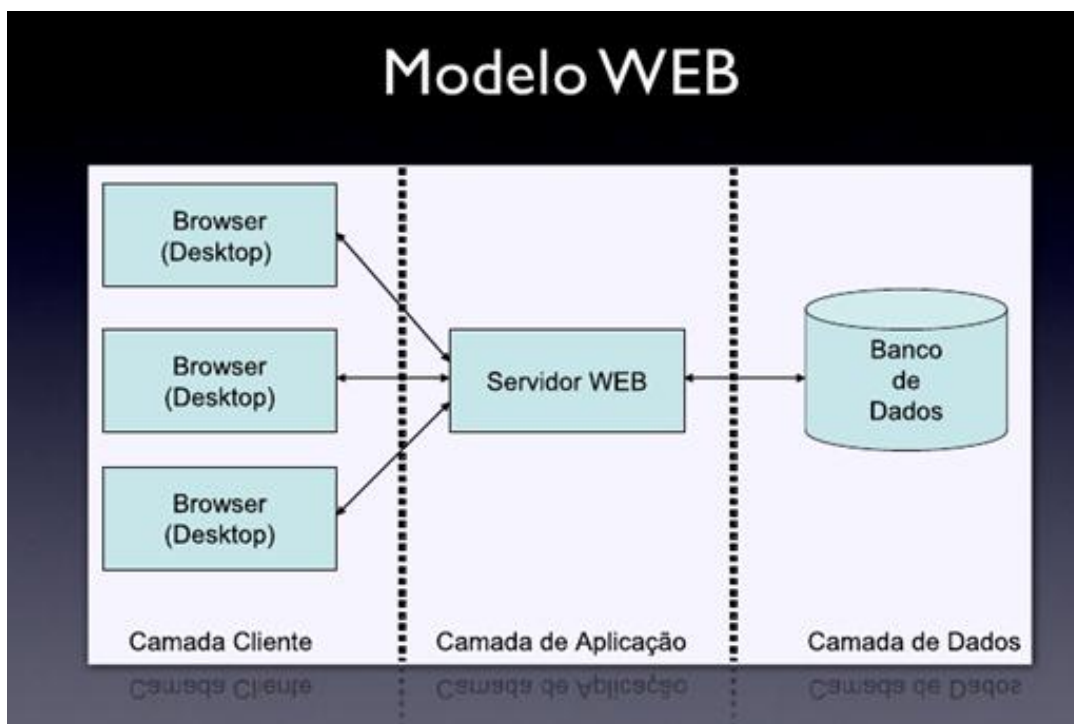 Modelo WEB
Browser
(Desktop)
Browser
(Desktop)
Browser
(Desktop)
Servidor WEB
Banco
de
Dados
Camada Cliente
Camada de Aplicação
Camada de Dados